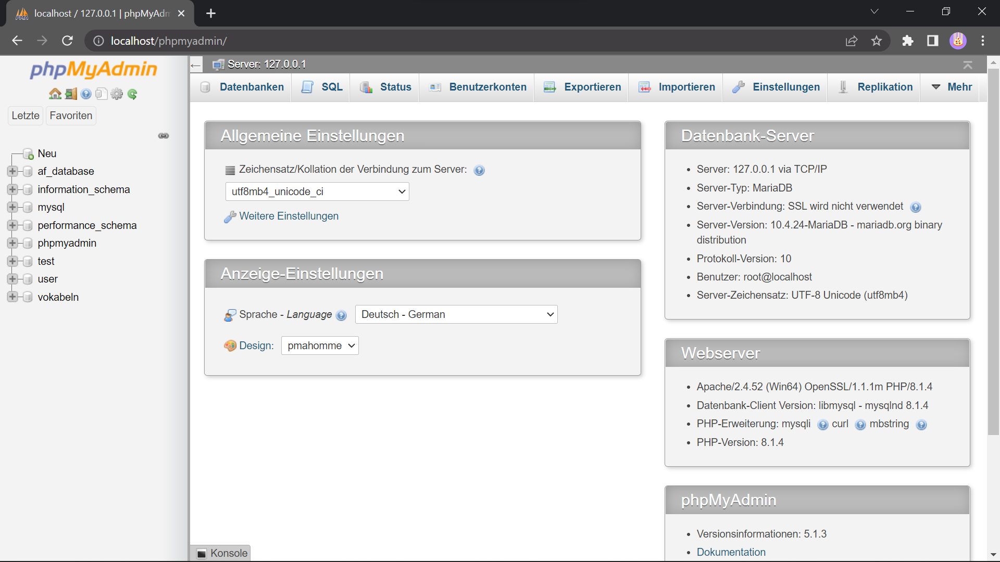 localhost / 127.0.0.1 | phpMyAdm
localhost/phpmyadmin/
phpMyAdmin
Letzte
Favoriten
Neu
af_database
information_schema
mysql
performance_schema
phpmyadmin
test
user
vokabeln
Server: 127.0.0.1
Datenbanken
SQL
Status
Benutzerkonten
Exportieren
Importieren
Einstellungen
Replikation
Mehr
Allgemeine Einstellungen
Zeichensatz/Kollation der Verbindung zum Server:
utf8mb4_unicode_ci
Weitere Einstellungen
Anzeige-Einstellungen
Sprache - Language
Deutsch - German
Design:
pmahomme
Datenbank-Server
Server: 127.0.0.1 via TCP/IP
Server-Typ: MariaDB
Server-Verbindung: SSL wird nicht verwendet
Server-Version: 10.4.24-MariaDB - mariadb.org binary
distribution
Protokoll-Version: 10
Benutzer: root@localhost
Server-Zeichensatz: UTF-8 Unicode (utf8mb4)
Webserver
Apache/2.4.52 (Win64) OpenSSL/1.1.1m PHP/8.1.4
Datenbank-Client Version: libmysql - mysqlnd 8.1.4
PHP-Erweiterung: mysqli curl mbstring
PHP-Version: 8.1.4
phpMyAdmin
Versionsinformationen: 5.1.3
Dokumentation
Konsole